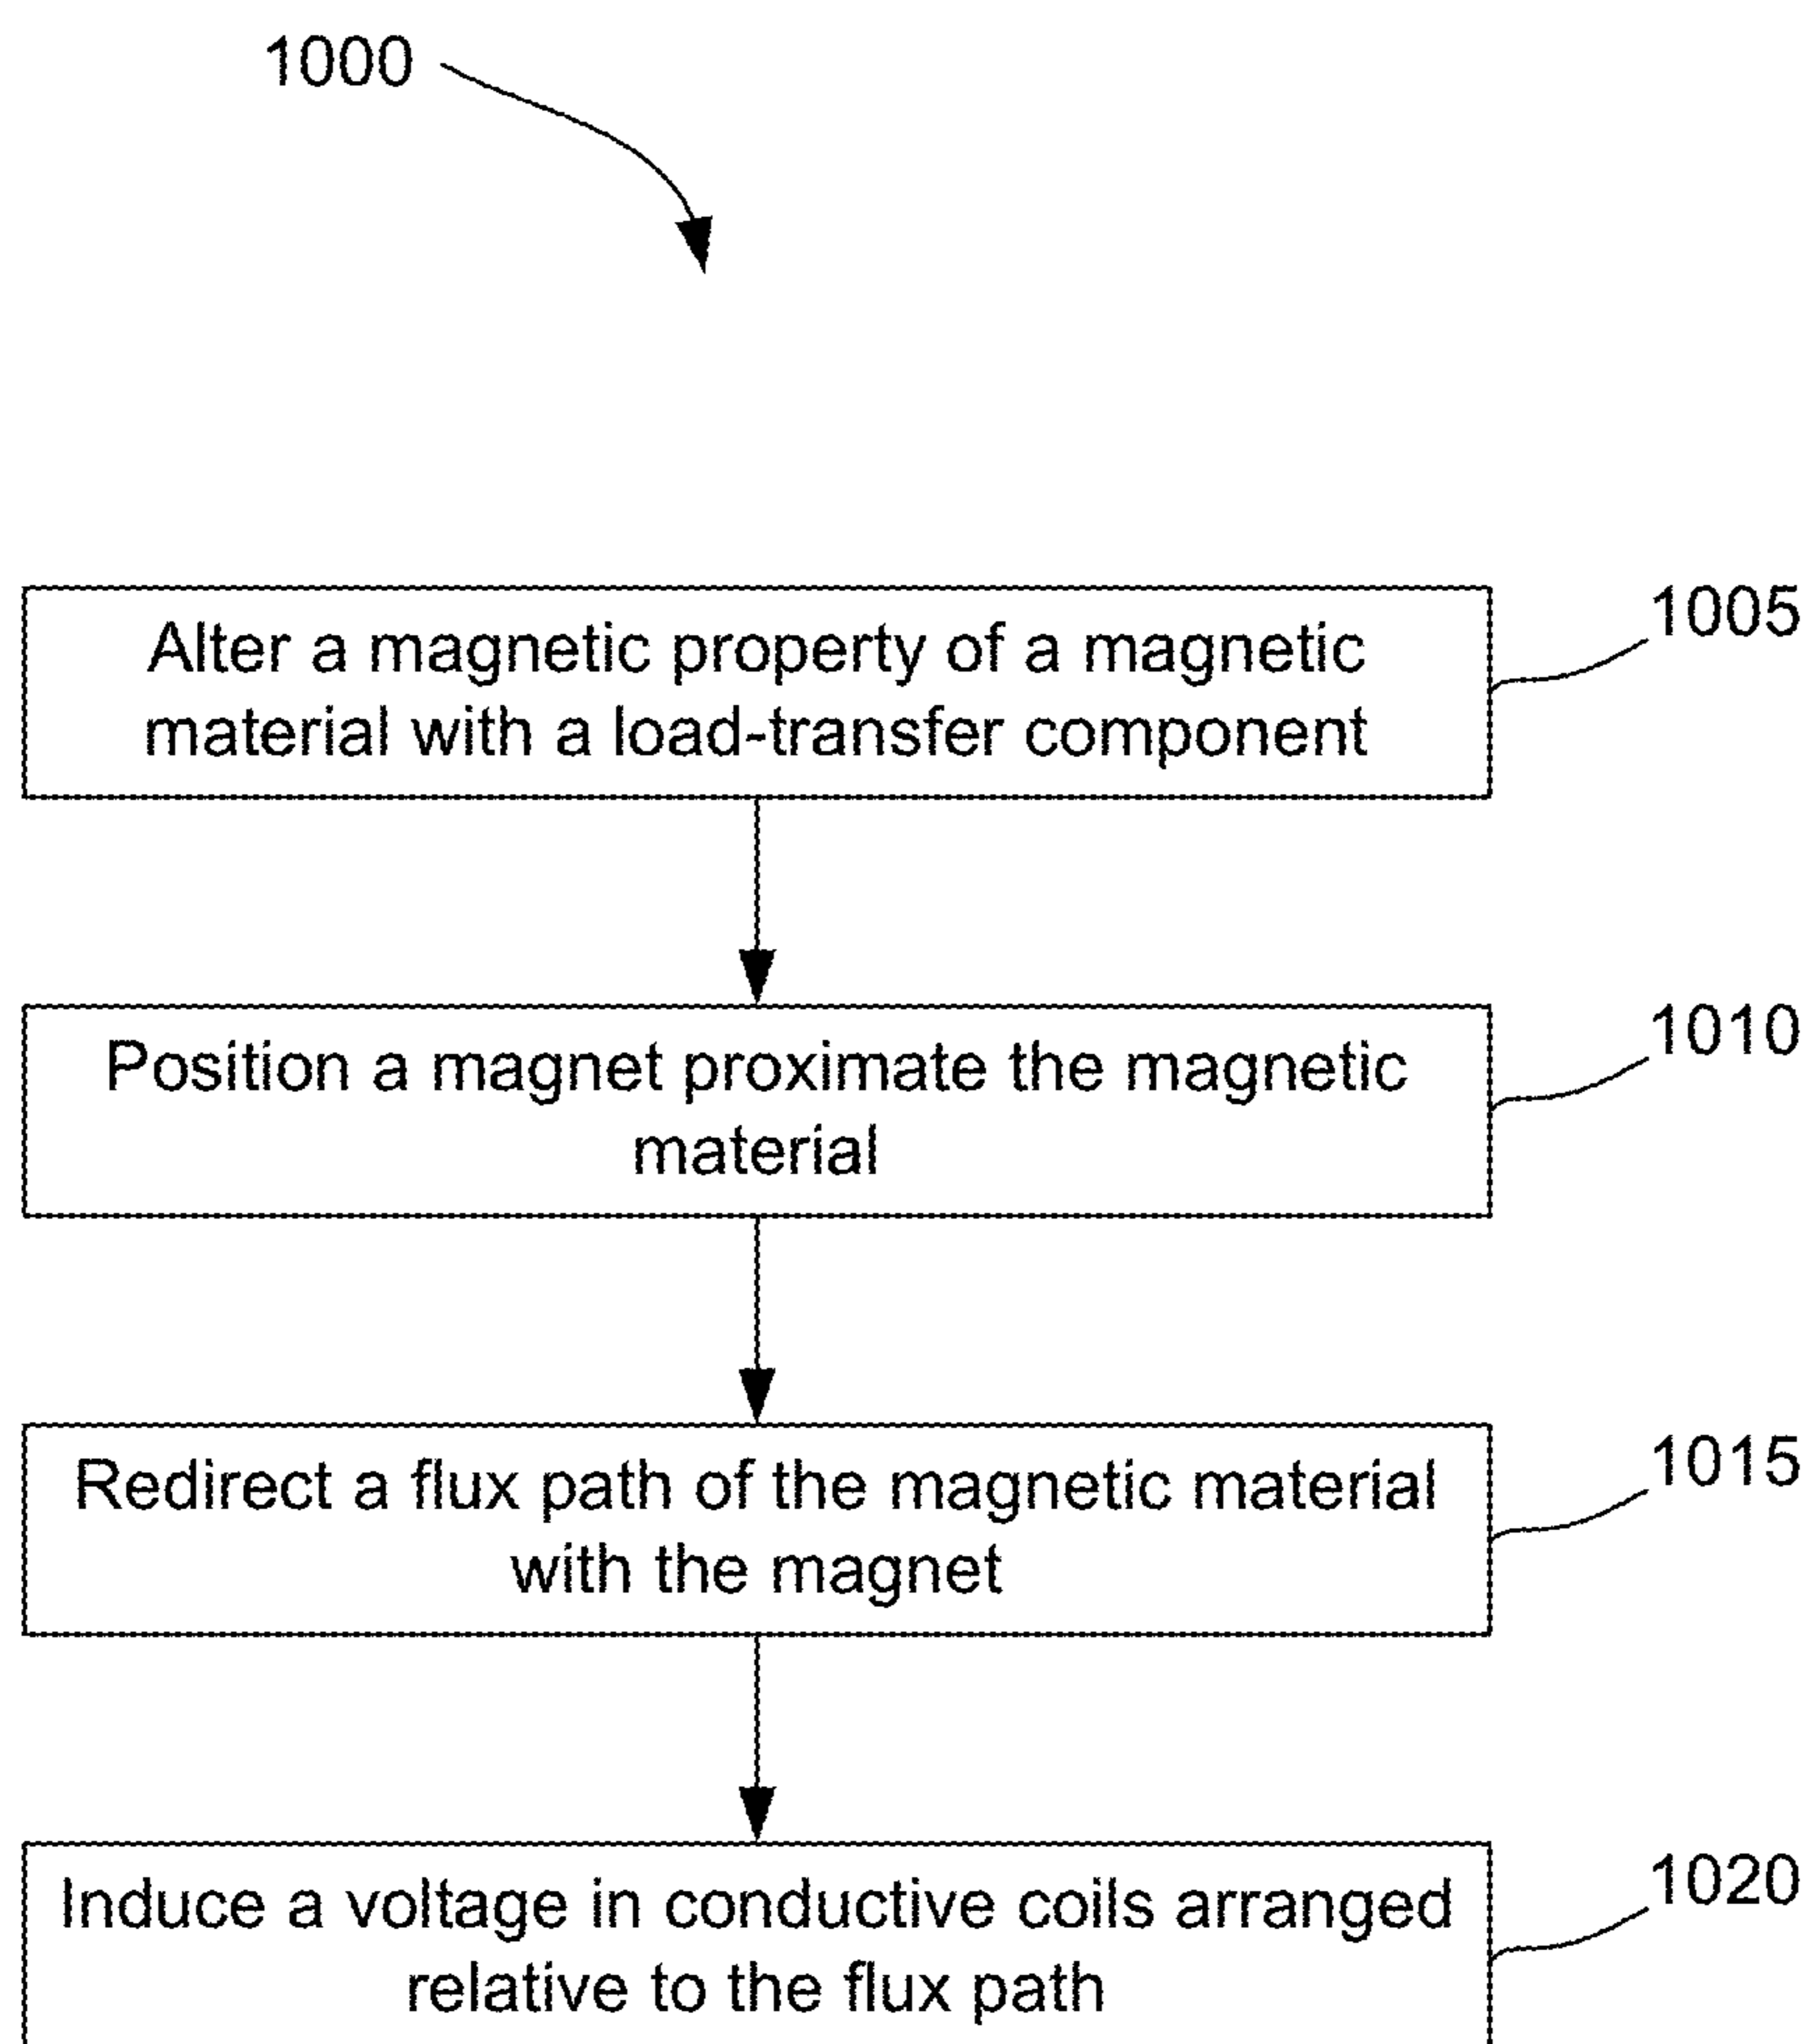 1000
Alter a magnetic property of a magnetic
material with a load-transfer component
1005
Position a magnet proximate the magnetic
material
1010
Redirect a flux path of the magnetic material
with the magnet
1015
Induce a voltage in conductive coils arranged
relative to the flux path
1020